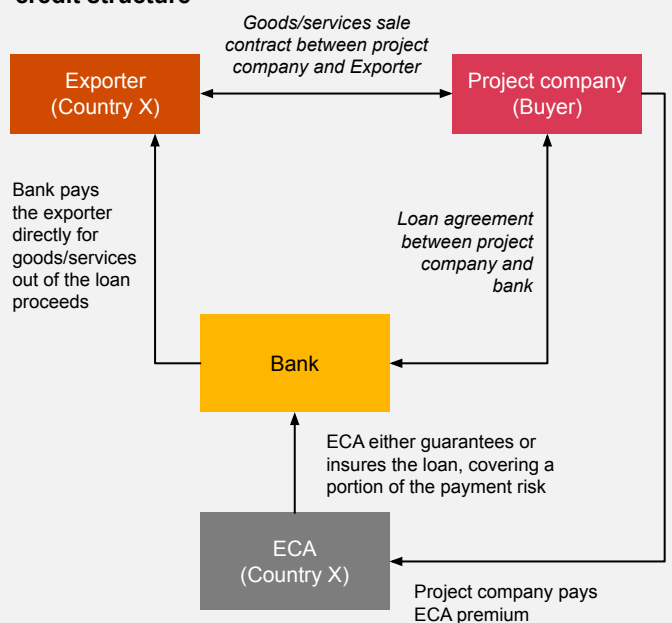 credit structure
Goods/services sale
contract between project
company and Exporter
Exporter
(Country X)
Project company
(Buyer)
Bank pays
the exporter
directly for
goods/services
out of the loan
proceeds
Loan agreement
between project
company and
bank
Bank
ECA either guarantees or
insures the loan, covering a
portion of the payment risk
ECA
(Country X)
Project company pays
ECA premium